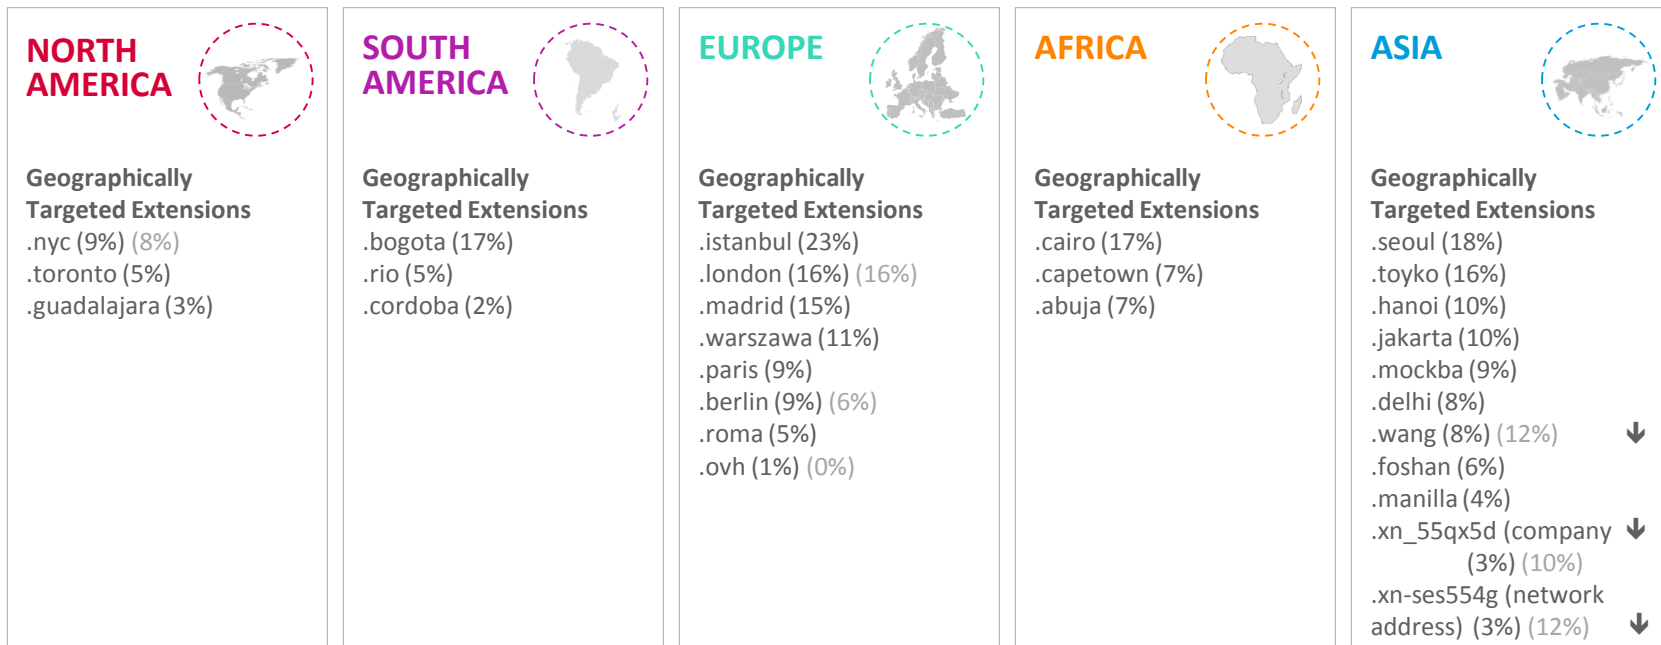 NORTH
AMERICA
Geographically
Targeted Extensions
.nyc (9%) (8%)
.toronto (5%)
.guadalajara (3%)
SOUTH
AMERICA
Geographically
Targeted Extensions
.bogota (17%)
.rio (5%)
.cordoba (2%)
EUROPE
Geographically
Targeted Extensions
.istanbul (23%)
.london (16%) (16%)
.madrid (15%)
.warszawa (11%)
.paris (9%)
.berlin (9%) (6%)
.roma (5%)
.ovh (1%) (0%)
AFRICA
Geographically
Targeted Extensions
.cairo (17%)
.capetown (7%)
.abuja (7%)
ASIA
Geographically
Targeted Extensions
.seoul (18%)
.toyko (16%)
.hanoi (10%)
.jakarta (10%)
.mockba (9%)
.delhi (8%)
.wang (8%) (12%)
.foshan (6%)
.manilla (4%)
.xn_55qx5d (company
(3%) (10%)
.xn-ses554g (network
address) (3%) (12%)